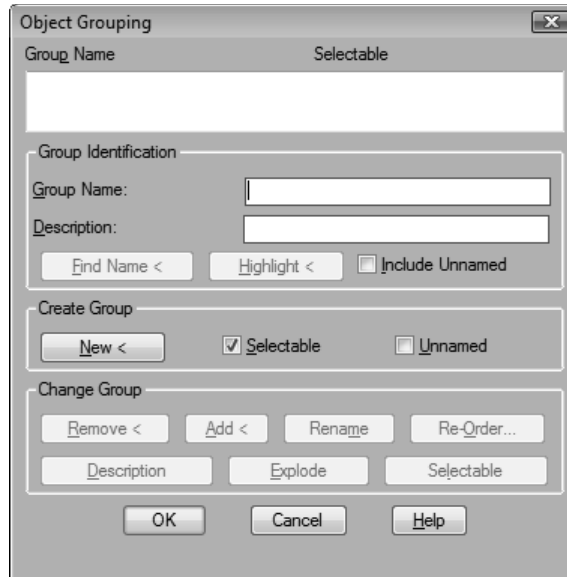 Object Grouping
Group Name Selectable
Group Identification
Group Name:
Description:
Find Name < Highlight < Include Unnamed
Create Group
New < Selectable Unnamed
Change Group
Remove < Add < Rename Re-Order...
Description Explode Selectable
OK Cancel Help